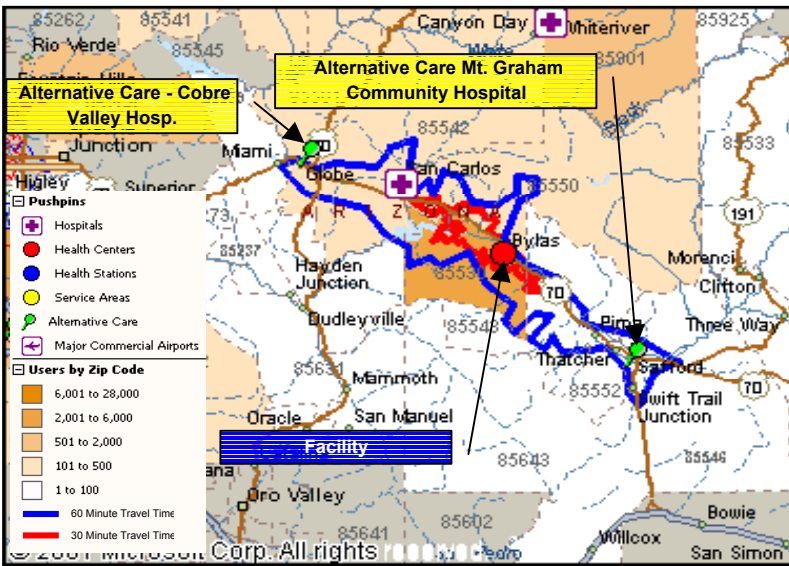 85262
85541
Canyon Day
Whiteriver
85925
Rio Verde
85545
85901
Alternative Care - Cobre
Valley Hosp.
Alternative Care Mt. Graham
Community Hospital
Junction
85542
85533
Miami
Globe
San Carlos
85550
Higley
Superior
191
Pushpins
Hospitals
Health Centers
Health Stations
Service Areas
Alternative Care
Major Commercial Airports
Users by Zip Code
6,001 to 28,000
2,001 to 6,000
501 to 2,000
101 to 500
1 to 100
60 Minute Travel Time
30 Minute Travel Time
A R I Z O N A
85237
Bylas
Morenci
Clifton
Hayden
Junction
70
Dudleyville
85543
Pima
Three Way
Thatcher
Safford
85631
Mammoth
85552
70
Swift Trail
Junction
Oracle
San Manuel
Facility
85643
85546
Oro Valley
85602
Bowie
85641
Willcox
San Simon
Corp. All rights reserved
Pedro